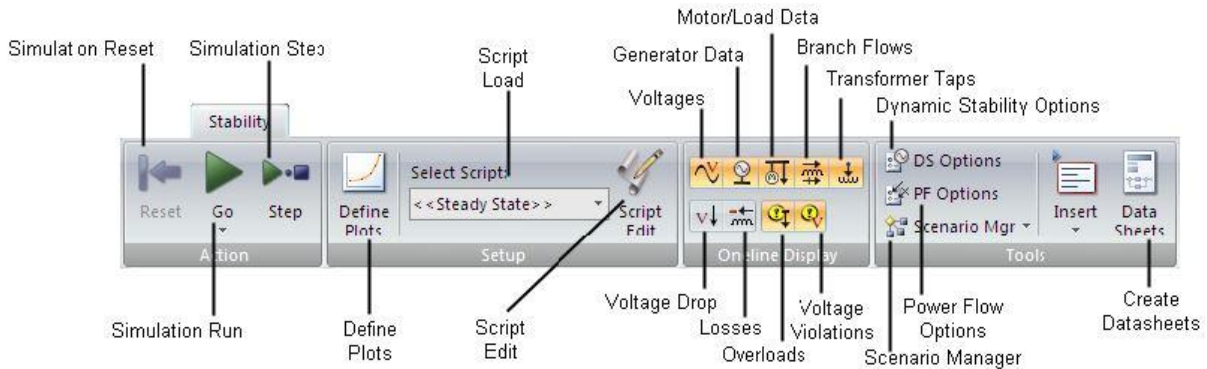 Motor/Load Data
Simulation Reset
Simulation Step
Script
Load
Generator Data
Branch Flows
Voltages
Transformer Taps
Dynamic Stability Options
Stability
Reset
Go
Step
Action
Define
Plots
Select Script:
<<Steady State>>
Script
Edit
Setup
V
V
Oneline Display
DS Options
PF Options
Scenario Mgr
Insert
Data
Sheets
Tools
Simulation Run
Define
Plots
Script
Edit
Voltage Drop
Losses
Overloads
Voltage
Violations
Power Flow
Options
Scenario Manager
Create
Datasheets